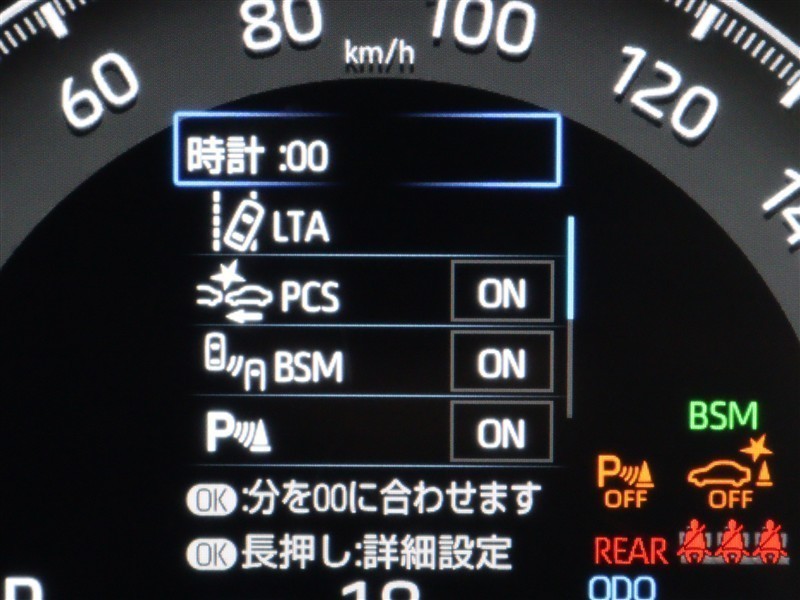 80
100
km/h
60
120
時計 :00
LTA
PCS ON
BSM ON
P ON
BSM
P OFF
OFF
OK :分を00に合わせます
OK 長押し:詳細設定
REAR
ODO